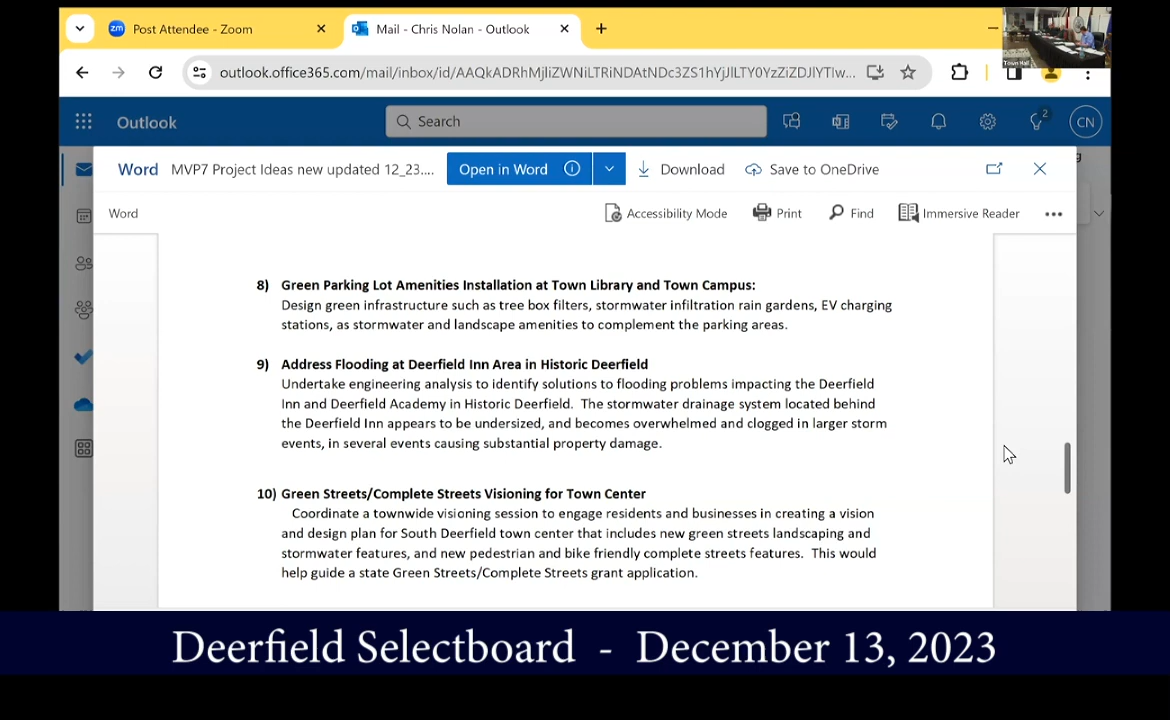 zm Post Attendee - Zoom
Mail - Chris Nolan - Outlook
outlook.office365.com/mail/inbox/id/AAQkADRhMjliZWNiLTRiNDAtNDc3ZS1hYjJlLTY0YzZiZDJlYTlw...
Town Hall
Outlook
Search
2
CN
Word MVP7 Project Ideas new updated 12_23.... Open in Word Download Save to OneDrive
Word Accessibility Mode Print Find Immersive Reader
8) Green Parking Lot Amenities Installation at Town Library and Town Campus:
Design green infrastructure such as tree box filters, stormwater infiltration rain gardens, EV charging
stations, as stormwater and landscape amenities to complement the parking areas.
9) Address Flooding at Deerfield Inn Area in Historic Deerfield
Undertake engineering analysis to identify solutions to flooding problems impacting the Deerfield
Inn and Deerfield Academy in Historic Deerfield. The stormwater drainage system located behind
the Deerfield Inn appears to be undersized, and becomes overwhelmed and clogged in larger storm
events, in several events causing substantial property damage.
10) Green Streets/Complete Streets Visioning for Town Center
Coordinate a townwide visioning session to engage residents and businesses in creating a vision
and design plan for South Deerfield town center that includes new green streets landscaping and
stormwater features, and new pedestrian and bike friendly complete streets features. This would
help guide a state Green Streets/Complete Streets grant application.
Deerfield Selectboard - December 13, 2023